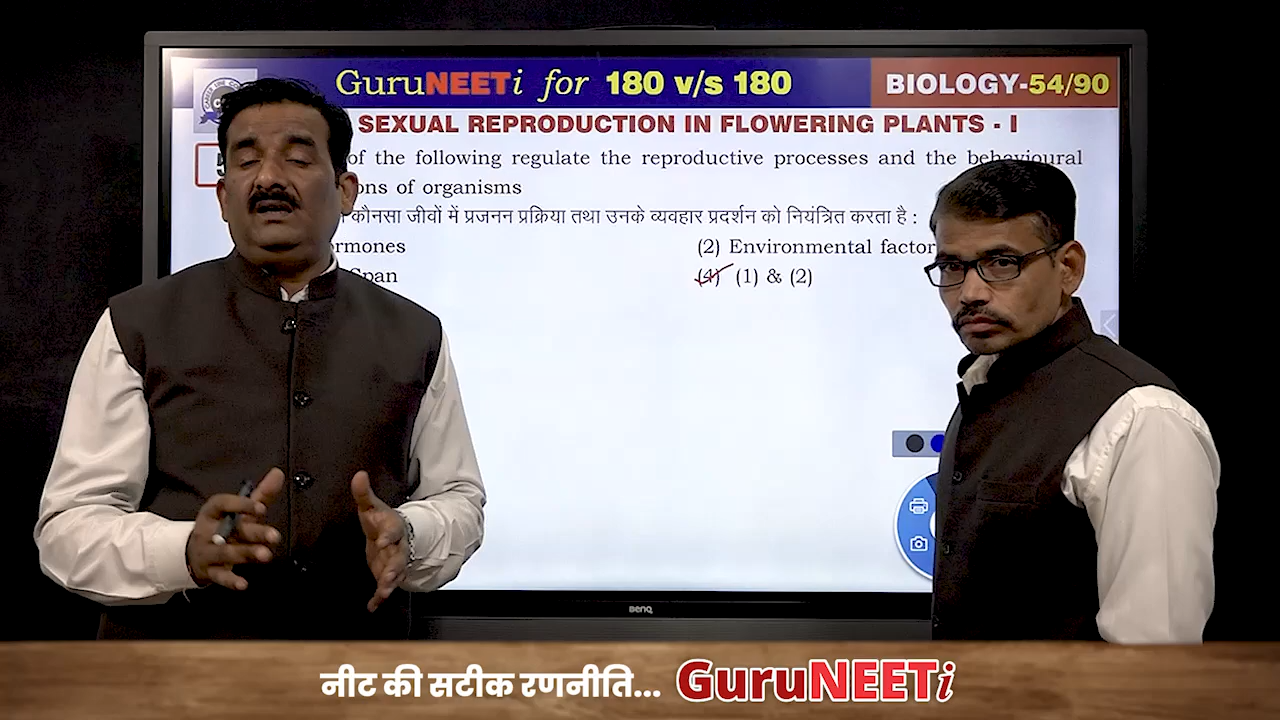 GuruNEETi for 180 v/s 180
BIOLOGY-54/90
SEXUAL REPRODUCTION IN FLOWERING PLANTS - I
of the following regulate the reproductive processes and the behavioural
ons of organisms
कौनसा जीवों में प्रजनन प्रक्रिया तथा उनके व्यवहार प्रदर्शन को नियंत्रित करता है :
rmones
(2) Environmental factor
Span
(4) (1) & (2)
BenQ
नीट की सटीक रणनीति... GuruNEETi